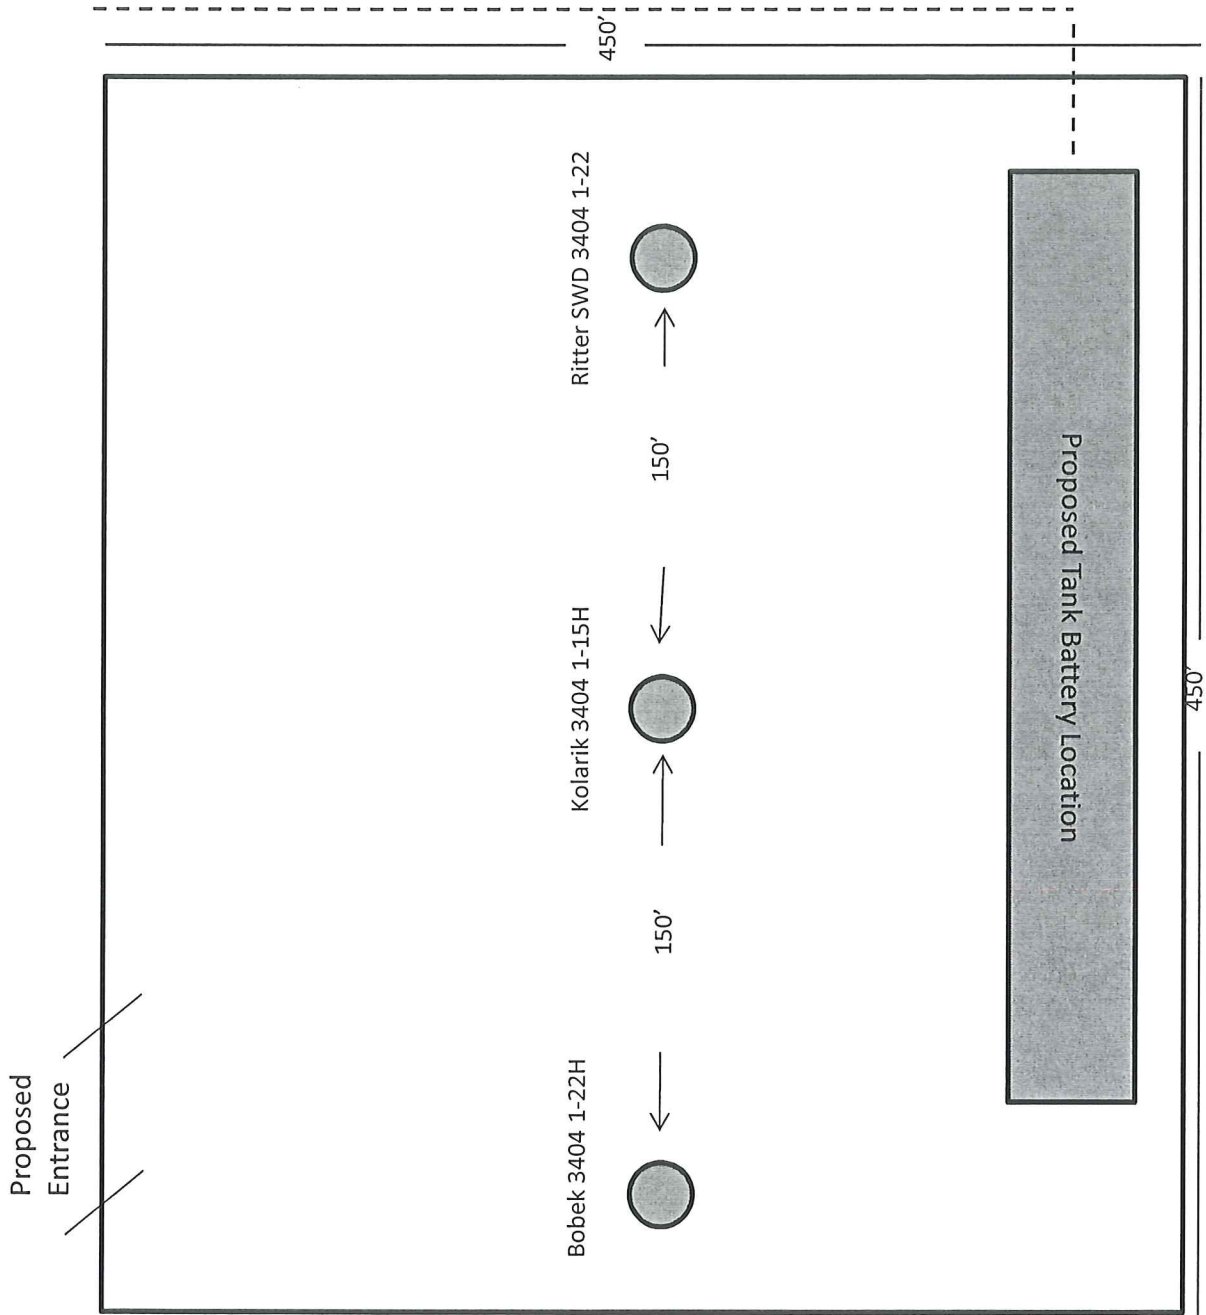 Proposed
Entrance
450’
Bobek 3404 1-22H
150’
Kolarik 3404 1-15H
150’
Ritter SWD 3404 1-22
Proposed Tank Battery Location
450’